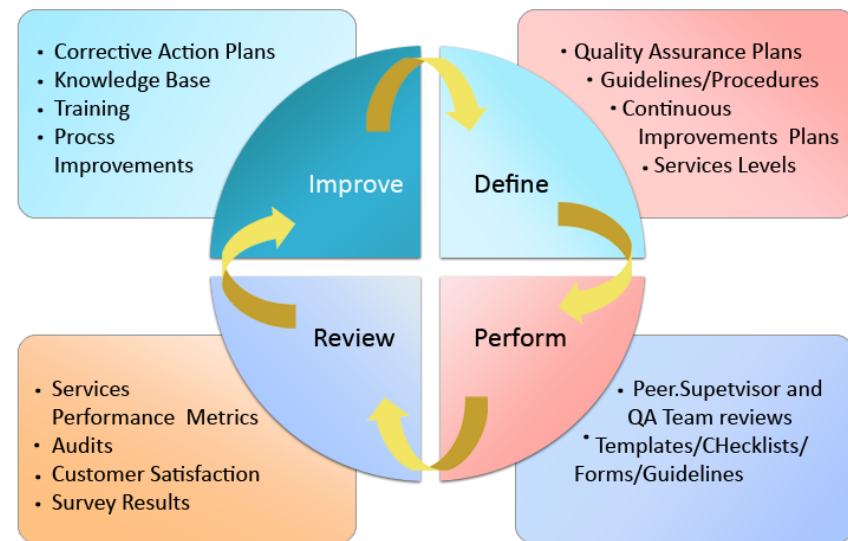 Corrective Action Plans
Knowledge Base
Training
Procss
Improvements
Quality Assurance Plans
Guidelines/Procedures
Continuous
Improvements Plans
Services Levels
Improve
Define
Review
Perform
Services
Performance Metrics
Audits
Customer Satisfaction
Survey Results
Peer.Supetvisor and
QA Team reviews
Templates/CHecklists/
Forms/Guidelines